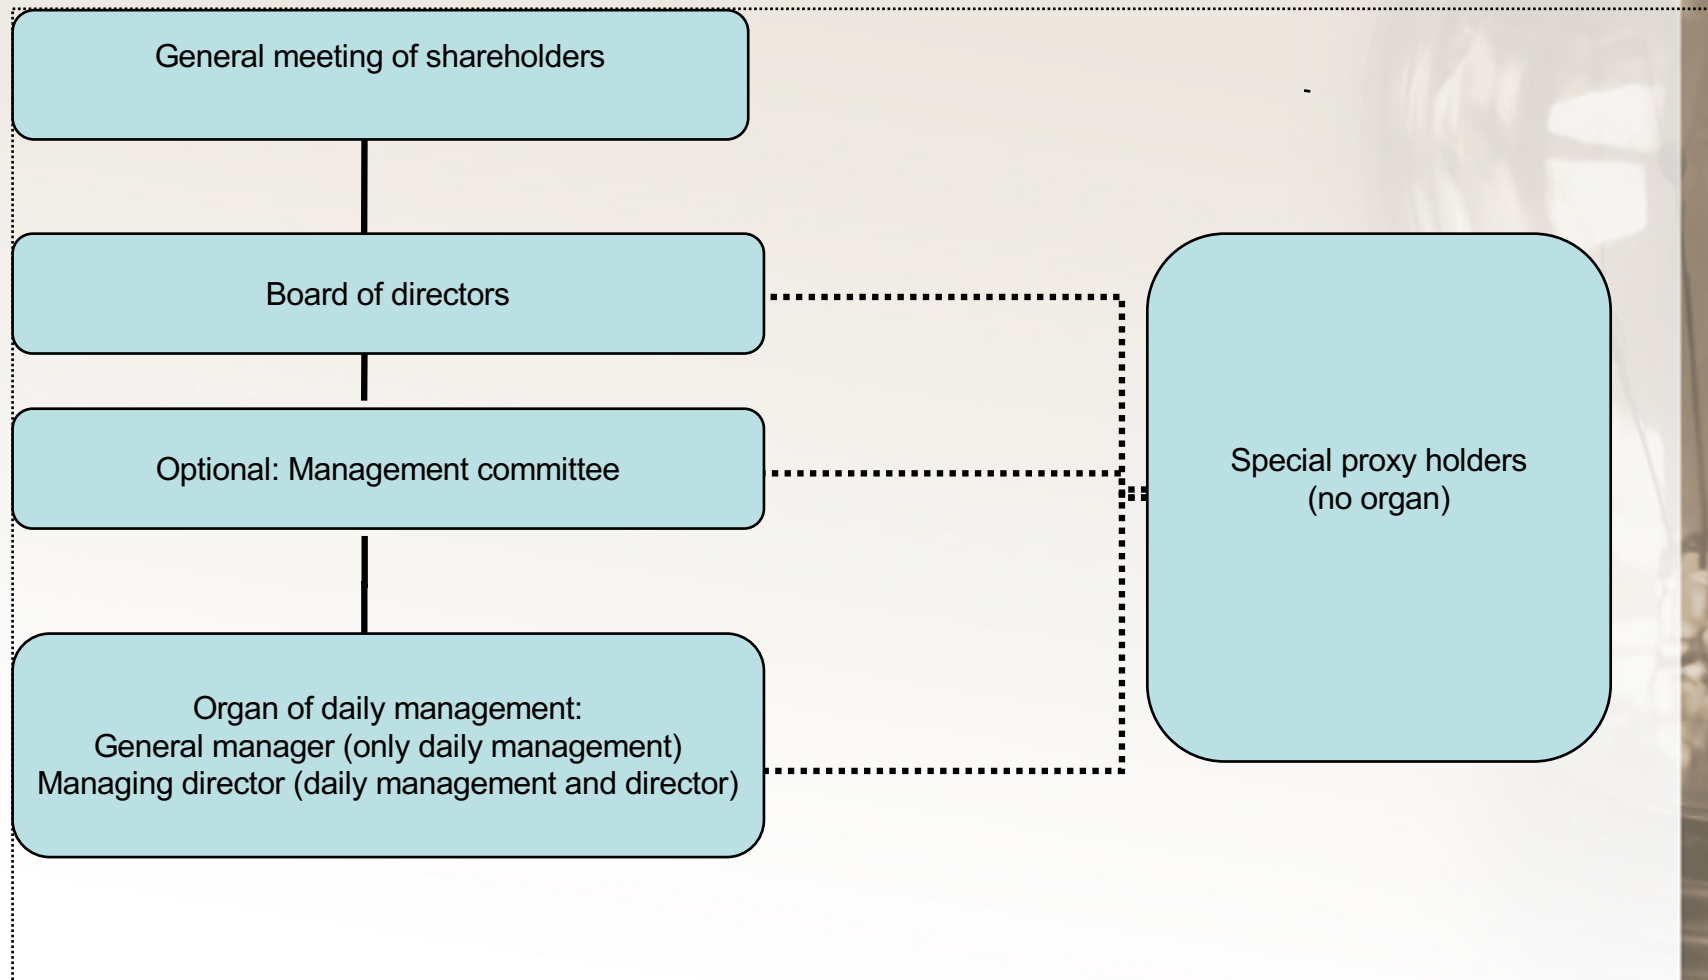 General meeting of shareholders
Board of directors
Optional: Management committee
Special proxy holders
(no organ)
Organ of daily management:
General manager (only daily management)
Managing director (daily management and director)